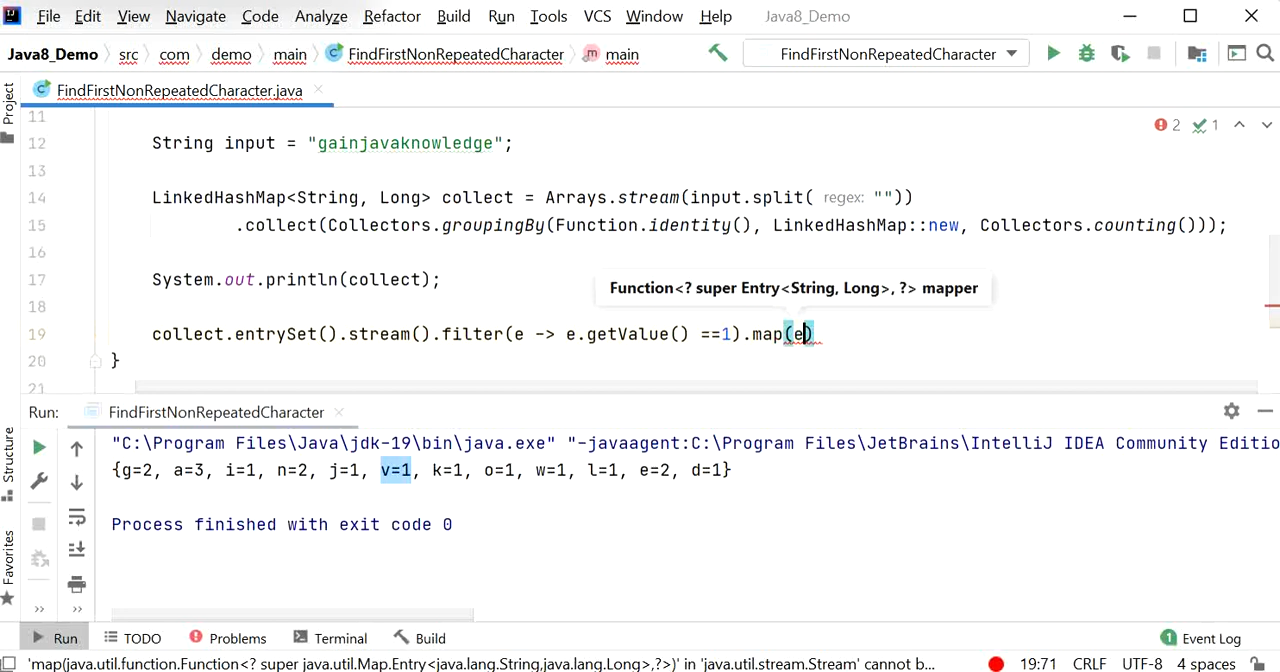 File Edit View Navigate Code Analyze Refactor Build Run Tools VCS Window Help Java8_Demo
Java8_Demo src com demo main FindFirstNonRepeatedCharacter main FindFirstNonRepeatedCharacter
Project
FindFirstNonRepeatedCharacter.java
11
12 String input = "gainjavaknowledge"; 2 1
13
14 LinkedHashMap<String, Long> collect = Arrays.stream(input.split( regex: ""))
15 .collect(Collectors.groupingBy(Function.identity(), LinkedHashMap::new, Collectors.counting()));
16
17 System.out.println(collect);
Function<? super Entry<String, Long>, ?> mapper
18
19 collect.entrySet().stream().filter(e -> e.getValue() ==1).map(e)
20 }
21
Run: FindFirstNonRepeatedCharacter
"C:\Program Files\Java\jdk-19\bin\java.exe" "-javaagent:C:\Program Files\JetBrains\IntelliJ IDEA Community Editio
{g=2, a=3, i=1, n=2, j=1, v=1, k=1, o=1, w=1, l=1, e=2, d=1}
Process finished with exit code 0
Structure
Favorites
Run TODO Problems Terminal Build 1 Event Log
'map(java.util.function.Function<? super java.util.Map.Entry<java.lang.String,java.lang.Long>,?>)' in 'java.util.stream.Stream' cannot b... 19:71 CRLF UTF-8 4 spaces